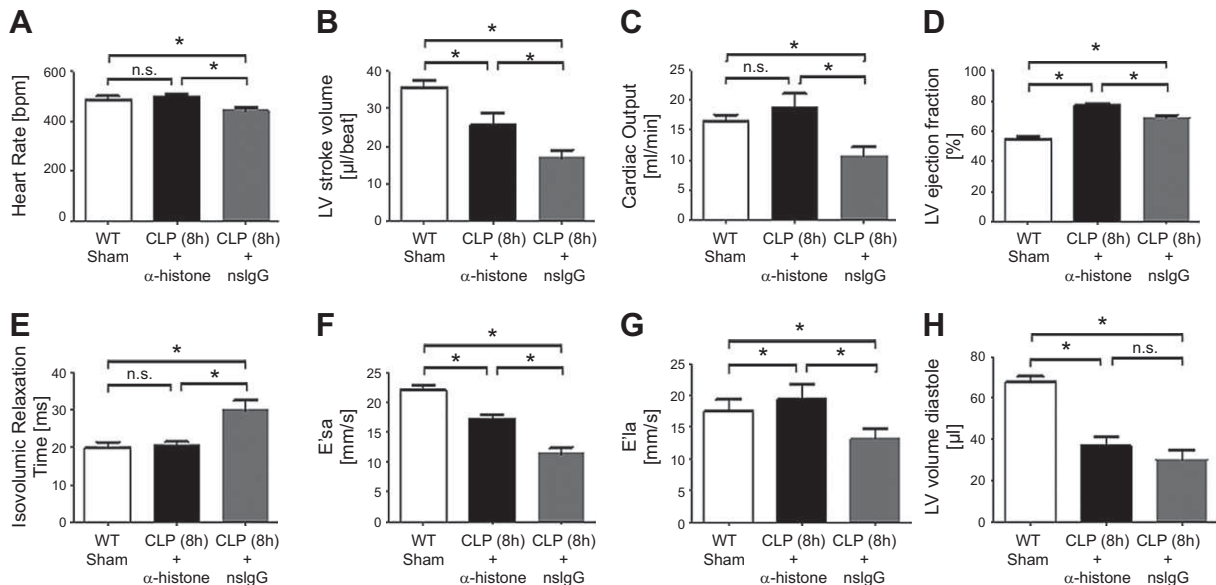 A
Heart Rate [bpm]
600
400
200
0
*
n.s.
*
WT
Sham
CLP (8h)
+
α-histone
CLP (8h)
+
nsIgG
B
LV stroke volume
[µl/beat]
40
30
20
10
0
*
*
*
WT
Sham
CLP (8h)
+
α-histone
CLP (8h)
+
nsIgG
C
Cardiac Output
[ml/min]
25
20
15
10
5
0
*
n.s.
*
WT
Sham
CLP (8h)
+
α-histone
CLP (8h)
+
nsIgG
D
LV ejection fraction
[%]
100
80
60
40
20
0
*
*
*
WT
Sham
CLP (8h)
+
α-histone
CLP (8h)
+
nsIgG
E
Isovolumic Relaxation
Time [ms]
40
30
20
10
0
*
n.s.
*
WT
Sham
CLP (8h)
+
α-histone
CLP (8h)
+
nsIgG
F
E'sa
[mm/s]
25
20
15
10
5
0
*
*
*
WT
Sham
CLP (8h)
+
α-histone
CLP (8h)
+
nsIgG
G
E'la
[mm/s]
25
20
15
10
5
0
*
*
*
WT
Sham
CLP (8h)
+
α-histone
CLP (8h)
+
nsIgG
H
LV volume diastole
[µl]
80
60
40
20
0
*
*
n.s.
WT
Sham
CLP (8h)
+
α-histone
CLP (8h)
+
nsIgG